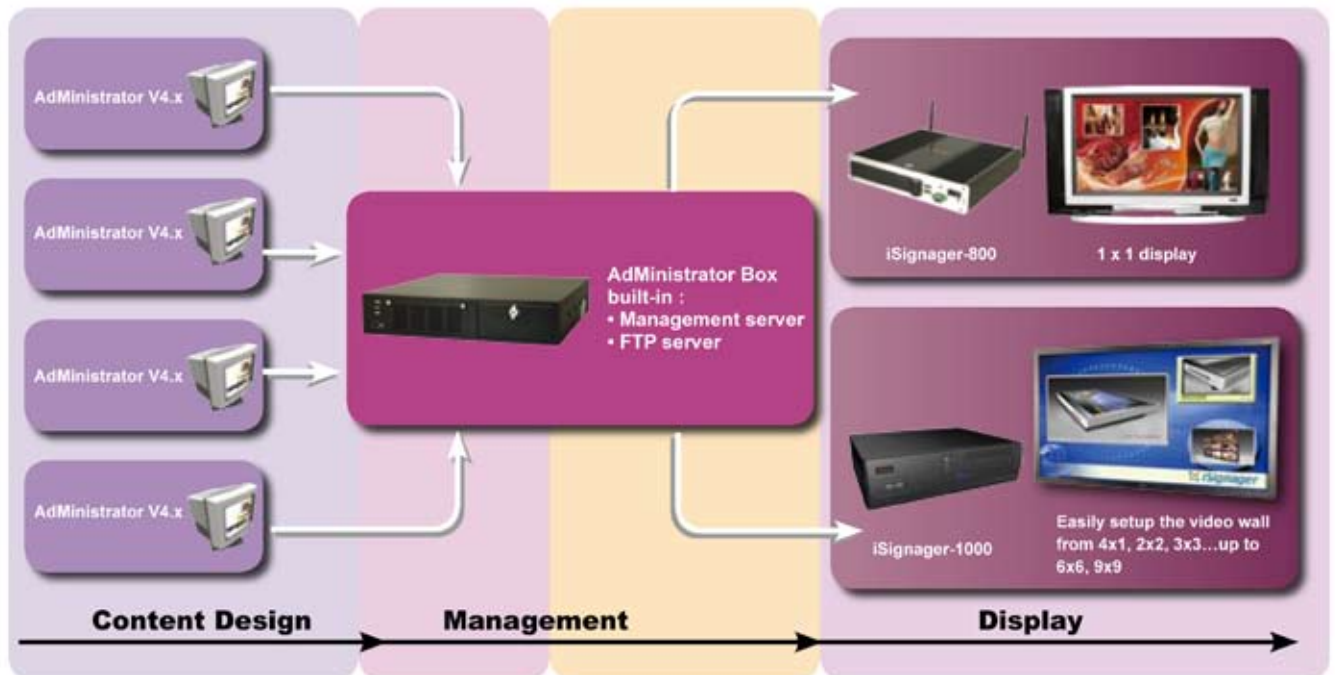 AdMinistrator V4.x
AdMinistrator V4.x
AdMinistrator V4.x
AdMinistrator V4.x
AdMinistrator Box
built-in :
• Management server
• FTP server
iSignager-800
1 x 1 display
iSignager
iSignager-1000
Easily setup the video wall
from 4x1, 2x2, 3x3...up to
6x6, 9x9
Content Design
Management
Display